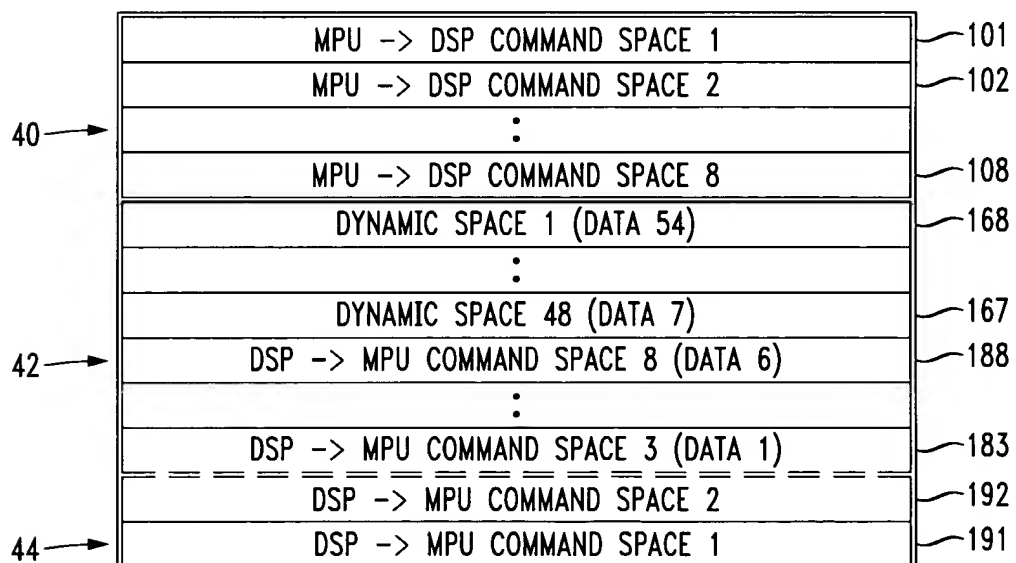 MPU -> DSP COMMAND SPACE 1 101
MPU -> DSP COMMAND SPACE 2 102
40
MPU -> DSP COMMAND SPACE 8 108
DYNAMIC SPACE 1 (DATA 54) 168
DYNAMIC SPACE 48 (DATA 7) 167
42 DSP -> MPU COMMAND SPACE 8 (DATA 6) 188
DSP -> MPU COMMAND SPACE 3 (DATA 1) 183
DSP -> MPU COMMAND SPACE 2 192
44 DSP -> MPU COMMAND SPACE 1 191